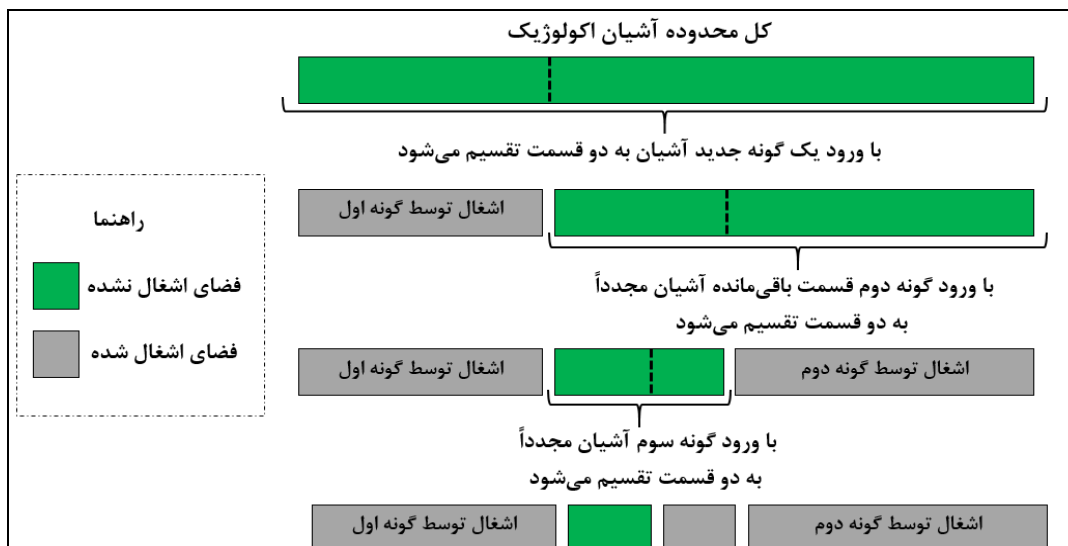 کل محدوده آشیان اکولوژیک
با ورود یک گونه جدید آشیان به دو قسمت تقسیم می‌شود
اشغال توسط گونه اول
با ورود گونه دوم قسمت باقی‌مانده آشیان مجدداً
به دو قسمت تقسیم می‌شود
اشغال توسط گونه اول
اشغال توسط گونه دوم
با ورود گونه سوم آشیان مجدداً
به دو قسمت تقسیم می‌شود
اشغال توسط گونه اول
اشغال توسط گونه دوم
راهنما
فضای اشغال نشده
فضای اشغال شده